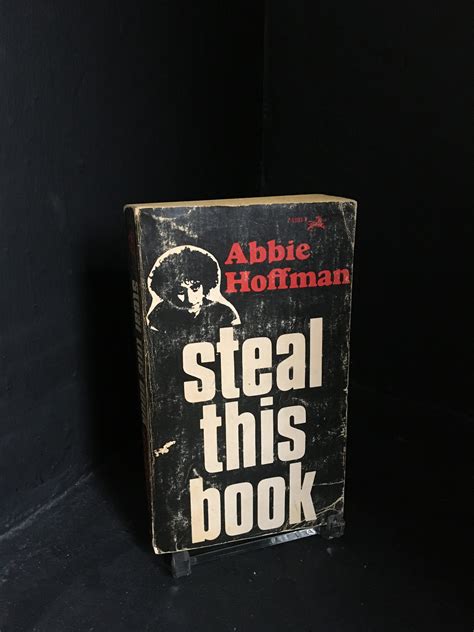 Abbie
Hoffman
steal
this
book